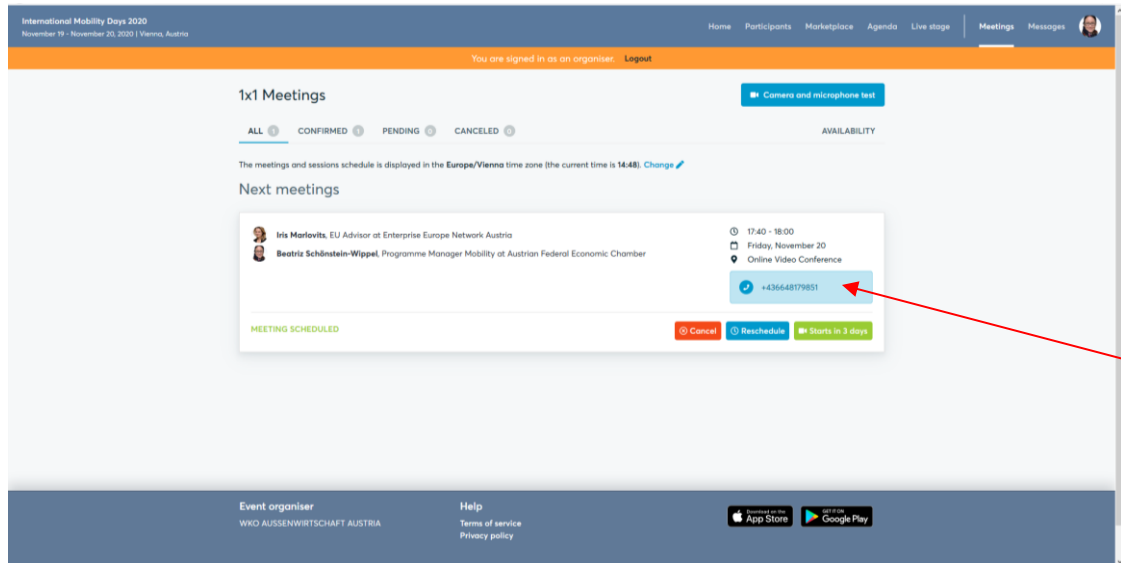 International Mobility Days 2020
November 19 - November 20, 2020 | Vienna, Austria
Home Participants Marketplace Agenda Live stage Meetings Messages
You are signed in as an organiser. Logout
1x1 Meetings
Camera and microphone test
ALL 1 CONFIRMED 1 PENDING 0 CANCELED 0 AVAILABILITY
The meetings and sessions schedule is displayed in the Europe/Vienna time zone (the current time is 14:48). Change
Next meetings
Iris Marlovits, EU Advisor at Enterprise Europe Network Austria
Beatriz Schönstein-Wippel, Programme Manager Mobility at Austrian Federal Economic Chamber
17:40 - 18:00
Friday, November 20
Online Video Conference
+436648179851
MEETING SCHEDULED
Cancel Reschedule Starts in 3 days
Event organiser
WKO AUSSENWIRTSCHAFT AUSTRIA
Help
Terms of service
Privacy policy
Download on the
App Store
GET IT ON
Google Play